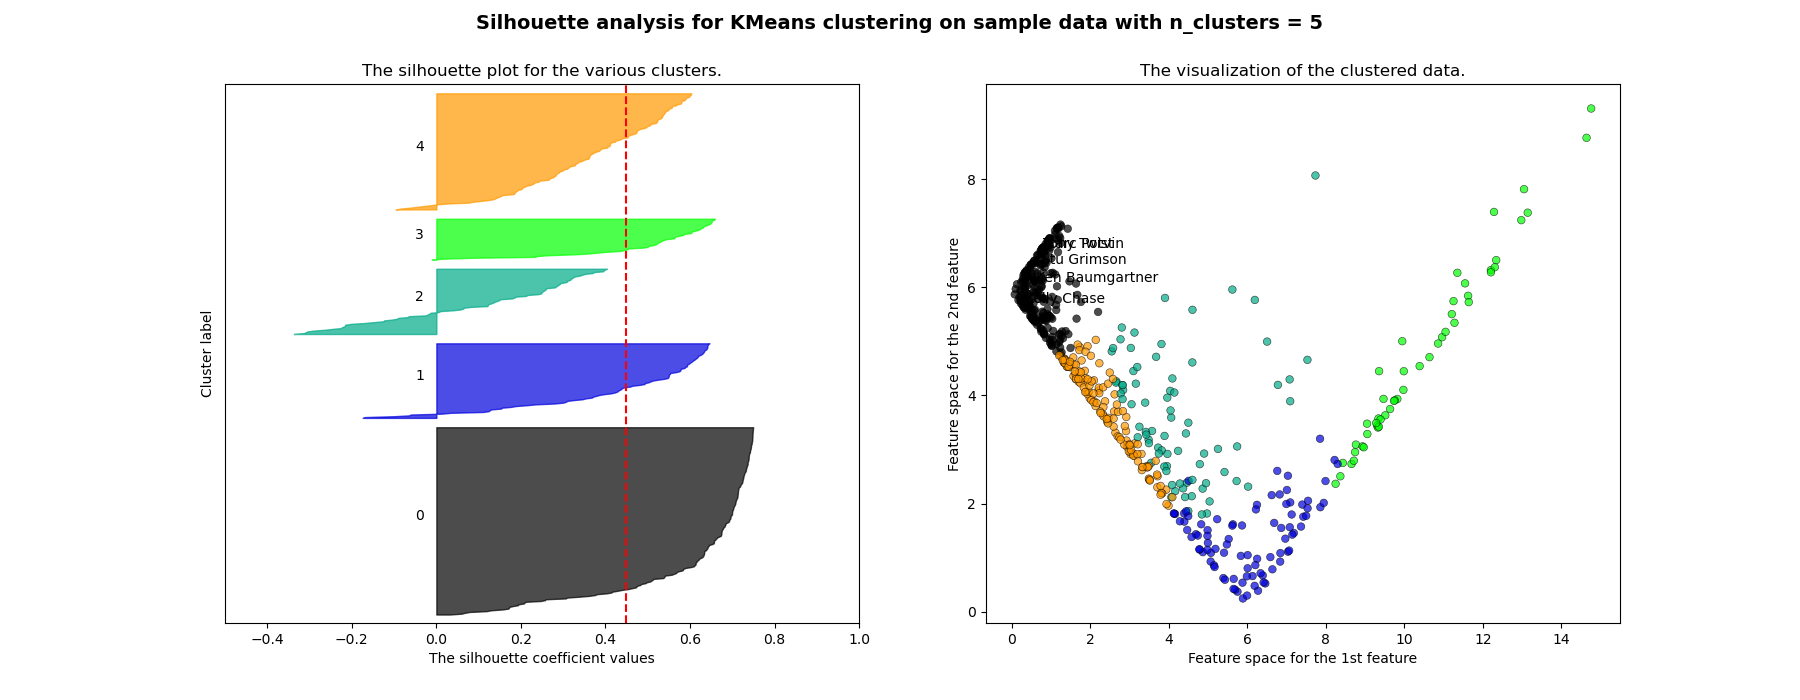 Silhouette analysis for KMeans clustering on sample data with n_clusters = 5
The silhouette plot for the various clusters.
4
3
2
1
0
Cluster label
−0.4 −0.2 0.0 0.2 0.4 0.6 0.8 1.0
The silhouette coefficient values
The visualization of the clustered data.
8
6
4
2
0
Feature space for the 2nd feature
Grimson
Baumgartner
Chase
0 2 4 6 8 10 12 14
Feature space for the 1st feature